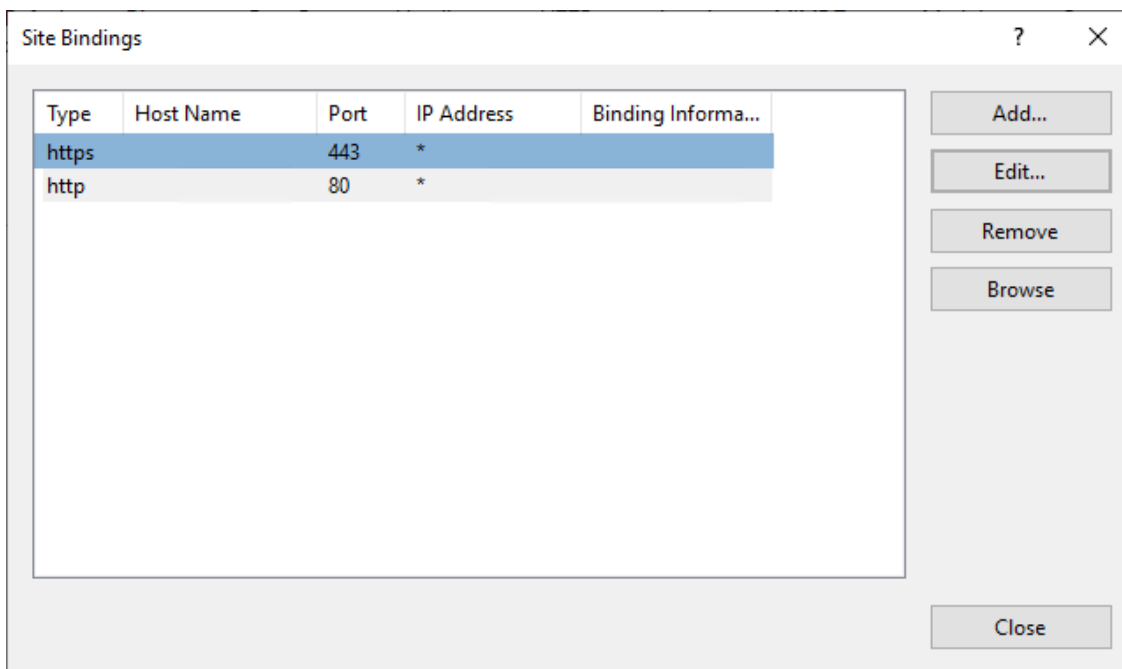 Site Bindings ? X
Type Host Name Port IP Address Binding Informa...
https 443 *
http 80 *
Add...
Edit...
Remove
Browse
Close